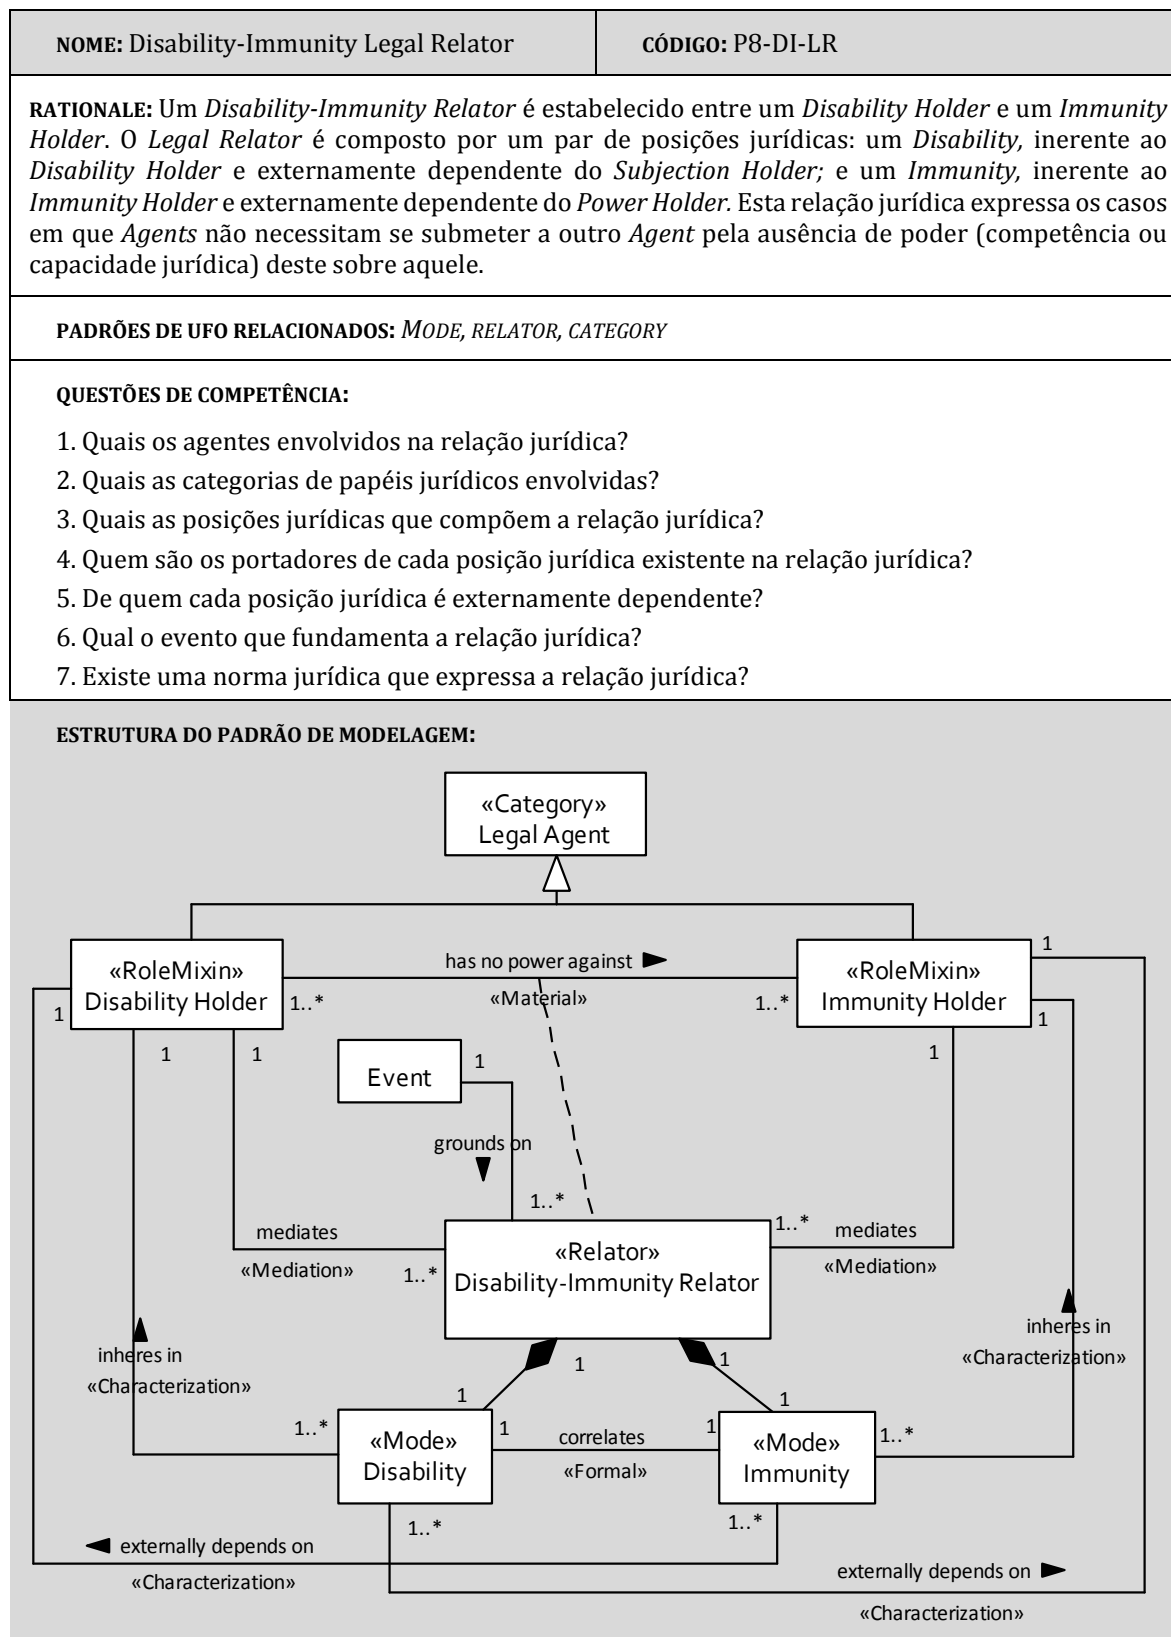 NOME: Disability-Immunity Legal Relator
CÓDIGO: P8-DI-LR
RATIONALE: Um Disability-Immunity Relator é estabelecido entre um Disability Holder e um Immunity
Holder. O Legal Relator é composto por um par de posições jurídicas: um Disability, inerente ao
Disability Holder e externamente dependente do Subjection Holder; e um Immunity, inerente ao
Immunity Holder e externamente dependente do Power Holder. Esta relação jurídica expressa os casos
em que Agents não necessitam se submeter a outro Agent pela ausência de poder (competência ou
capacidade jurídica) deste sobre aquele.
PADRÕES DE UFO RELACIONADOS: MODE, RELATOR, CATEGORY
QUESTÕES DE COMPETÊNCIA:
1. Quais os agentes envolvidos na relação jurídica?
2. Quais as categorias de papéis jurídicos envolvidas?
3. Quais as posições jurídicas que compõem a relação jurídica?
4. Quem são os portadores de cada posição jurídica existente na relação jurídica?
5. De quem cada posição jurídica é externamente dependente?
6. Qual o evento que fundamenta a relação jurídica?
7. Existe uma norma jurídica que expressa a relação jurídica?
ESTRUTURA DO PADRÃO DE MODELAGEM:
«Category»
Legal Agent
«RoleMixin»
Disability Holder
has no power against
«Material»
1..*
1..*
«RoleMixin»
Immunity Holder
1
1
1
1
1
1
Event
1
grounds on
1..*
mediates
«Mediation»
1..*
«Relator»
Disability-Immunity Relator
1..*
mediates
«Mediation»
inheres in
«Characterization»
inheres in
«Characterization»
1
1
1
1
1..*
«Mode»
Disability
1
correlates
«Formal»
1
«Mode»
Immunity
1..*
1..*
1..*
externally depends on
«Characterization»
externally depends on
«Characterization»